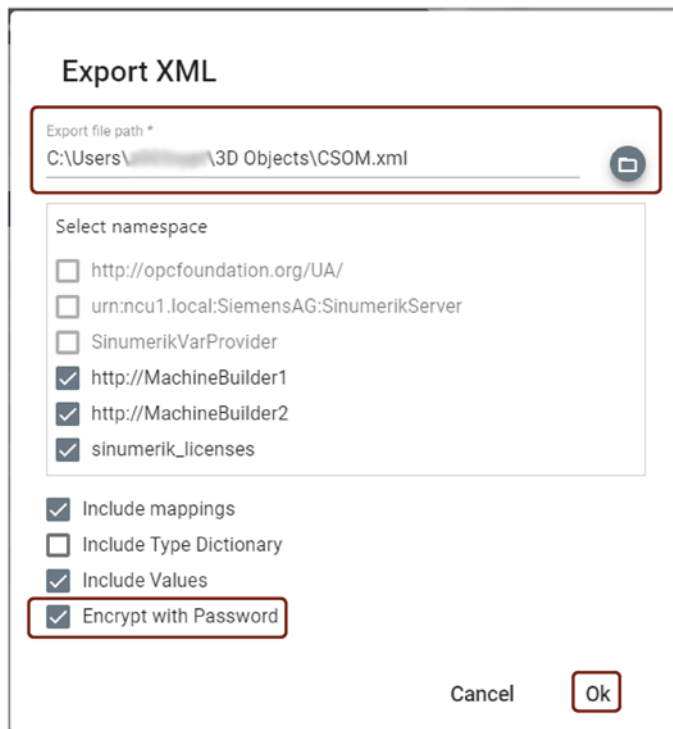 Export XML
Export file path *
C:\Users\ \3D Objects\CSOM.xml
Select namespace
http://opcfoundation.org/UA/
urn:ncu1.local:SiemensAG:SinumerikServer
SinumerikVarProvider
http://MachineBuilder1
http://MachineBuilder2
sinumerik_licenses
Include mappings
Include Type Dictionary
Include Values
Encrypt with Password
Cancel Ok